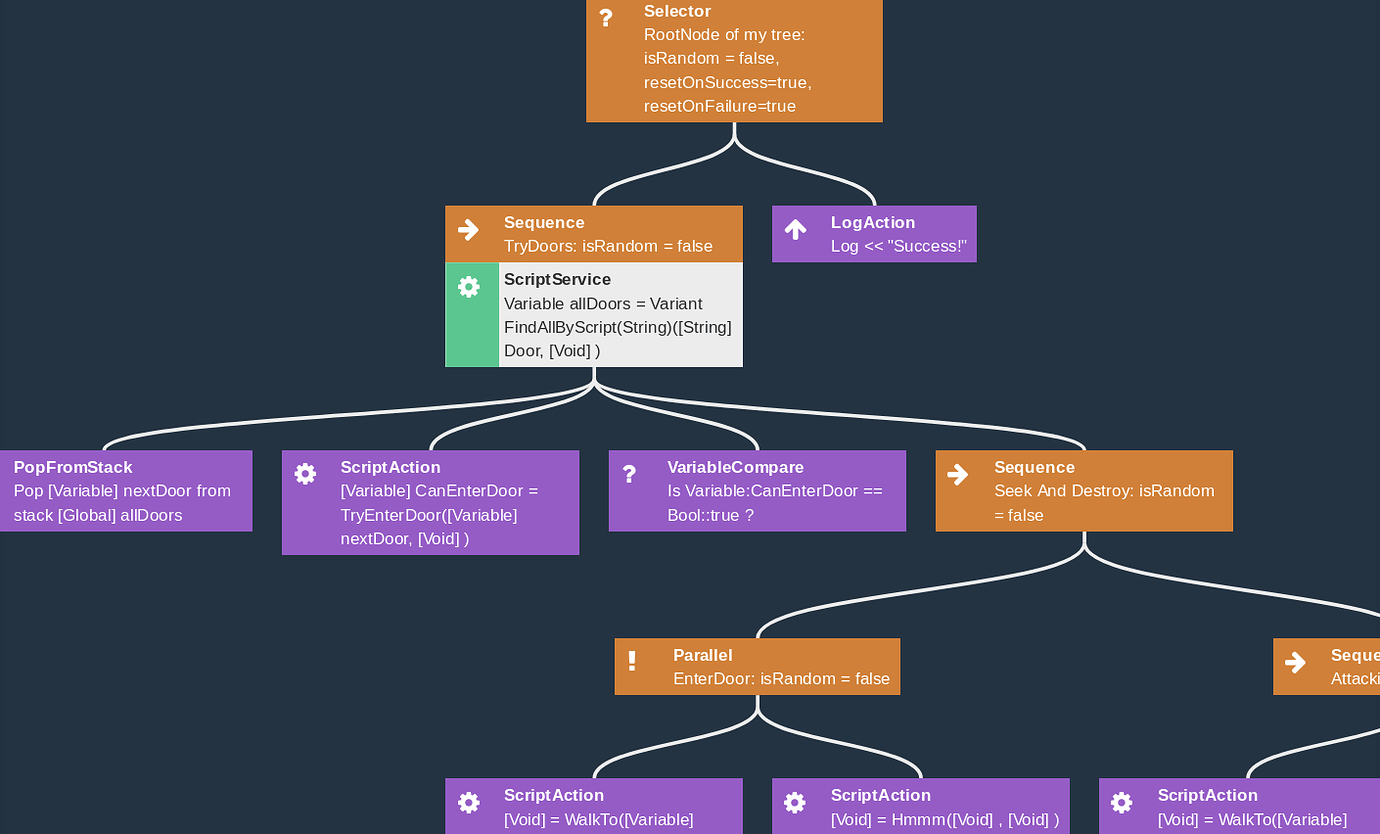 Selector
RootNode of my tree:
isRandom = false,
resetOnSuccess=true,
resetOnFailure=true
Sequence
TryDoors: isRandom = false
LogAction
Log << "Success!"
ScriptService
Variable allDoors = Variant
FindAllByScript(String)([String]
Door, [Void] )
PopFromStack
Pop [Variable] nextDoor from
stack [Global] allDoors
ScriptAction
[Variable] CanEnterDoor =
TryEnterDoor([Variable]
nextDoor, [Void] )
VariableCompare
Is Variable:CanEnterDoor ==
Bool::true ?
Sequence
Seek And Destroy: isRandom
= false
Parallel
EnterDoor: isRandom = false
Seque
Attacki
ScriptAction
[Void] = WalkTo([Variable]
ScriptAction
[Void] = Hmmm([Void] , [Void] )
ScriptAction
[Void] = WalkTo([Variable]